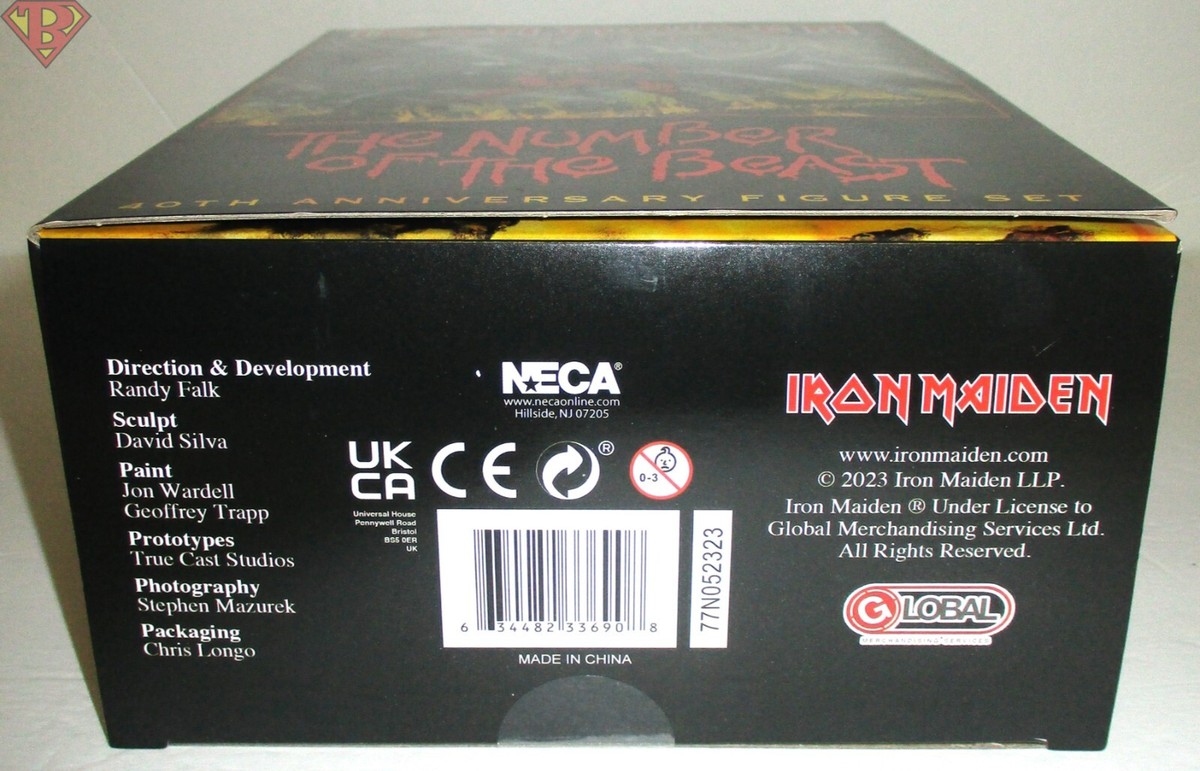 B
THE NUMBER
OF THE BEAST
40TH ANNIVERSARY FIGURE SET
Direction & Development
Randy Falk
Sculpt
David Silva
Paint
Jon Wardell
Geoffrey Trapp
Prototypes
True Cast Studios
Photography
Stephen Mazurek
Packaging
Chris Longo
NECA®
www.necaonline.com
Hillside, NJ 07205
UK
CA
CE
®
0-3
Universal House
Pennywell Road
Bristol
BS5 0ER
UK
6 34482 33690 8
77N052323
MADE IN CHINA
IRON MAIDEN
www.ironmaiden.com
© 2023 Iron Maiden LLP.
Iron Maiden ® Under License to
Global Merchandising Services Ltd.
All Rights Reserved.
GLOBAL
MERCHANDISING SERVICES